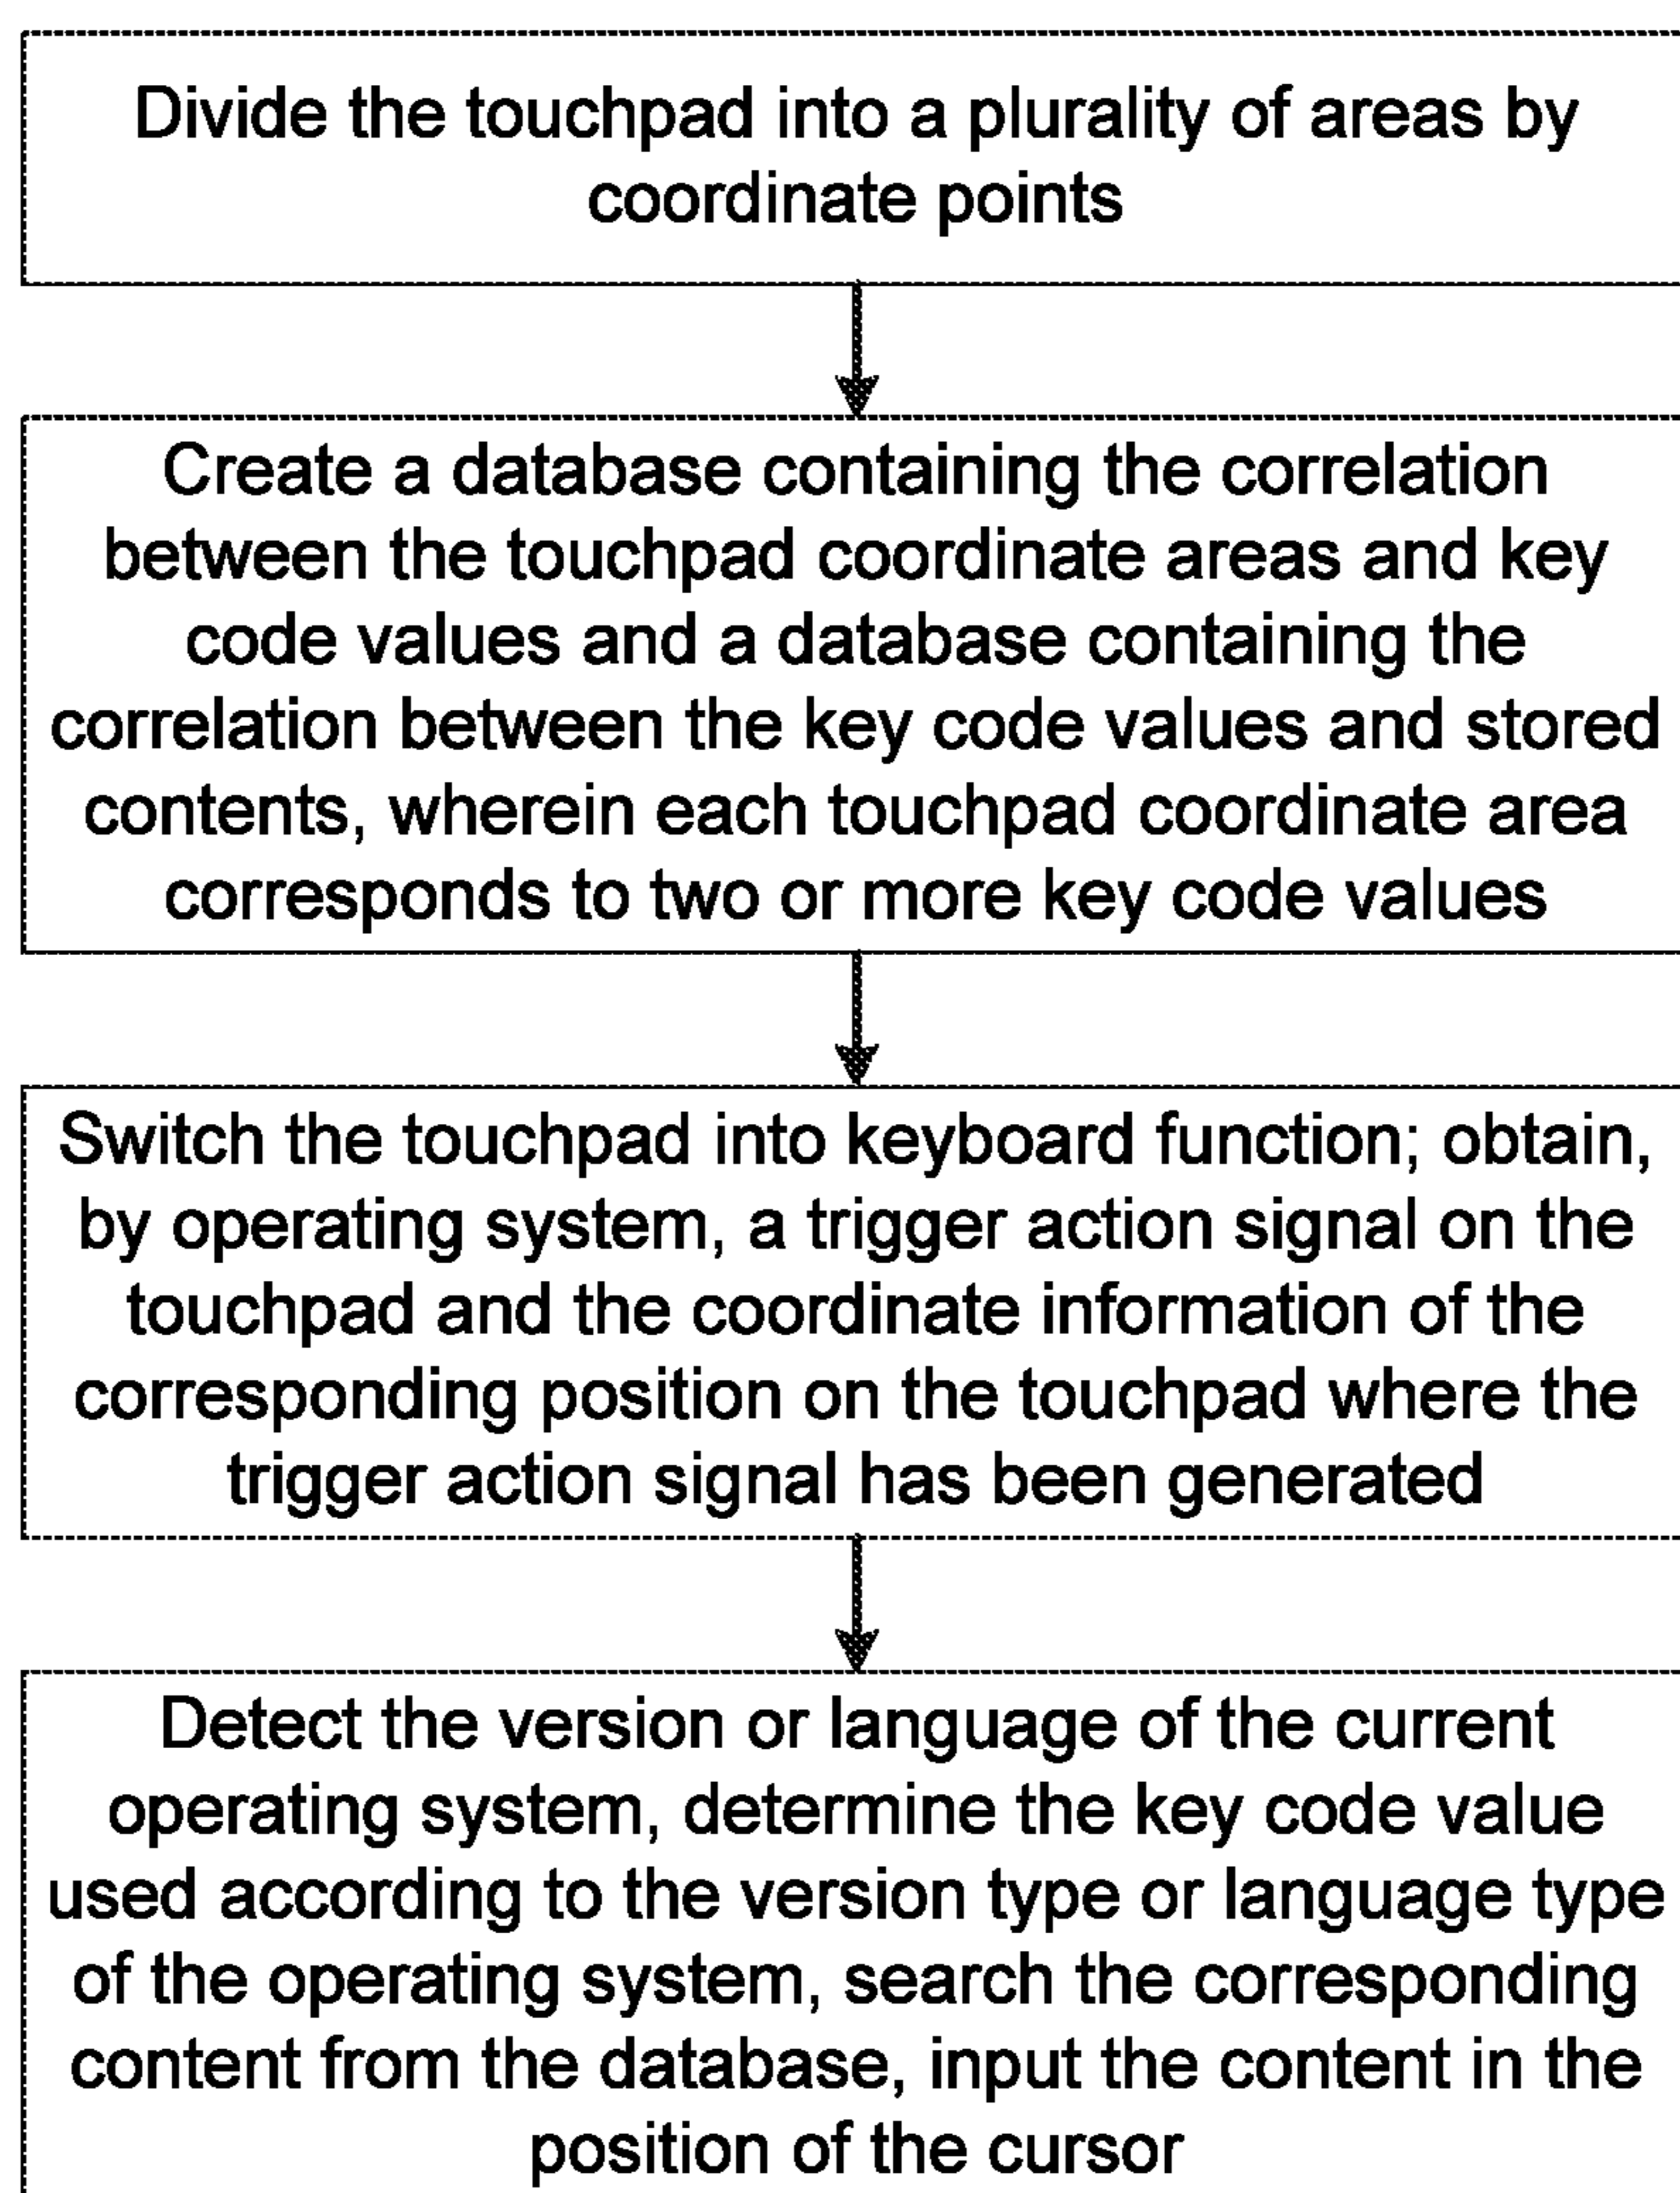 Divide the touchpad into a plurality of areas by
coordinate points
Create a database containing the correlation
between the touchpad coordinate areas and key
code values and a database containing the
correlation between the key code values and stored
contents, wherein each touchpad coordinate area
corresponds to two or more key code values
Switch the touchpad into keyboard function; obtain,
by operating system, a trigger action signal on the
touchpad and the coordinate information of the
corresponding position on the touchpad where the
trigger action signal has been generated
Detect the version or language of the current
operating system, determine the key code value
used according to the version type or language type
of the operating system, search the corresponding
content from the database, input the content in the
position of the cursor